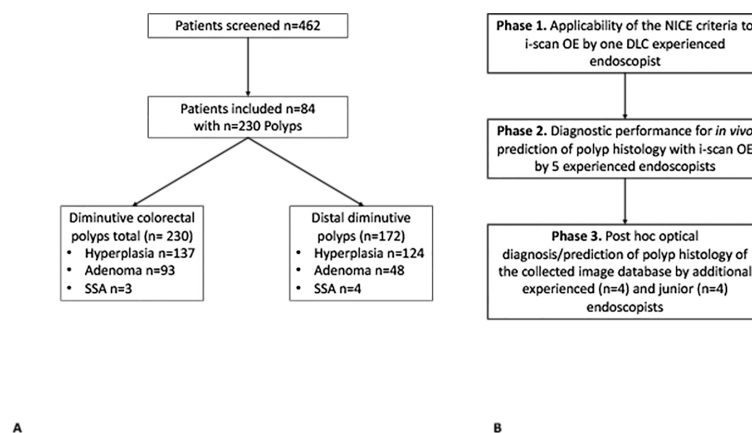 Patients screened n=462
Patients included n=84
with n=230 Polyps
Diminutive colorectal
polyps total (n= 230)
• Hyperplasia n=137
• Adenoma n=93
• SSA n=3
Distal diminutive
polyps (n=172)
• Hyperplasia n=124
• Adenoma n=48
• SSA n=4
A
Phase 1. Applicability of the NICE criteria to
i-scan OE by one DLC experienced
endoscopist
Phase 2. Diagnostic performance for in vivo
prediction of polyp histology with i-scan OE
by 5 experienced endoscopists
Phase 3. Post hoc optical
diagnosis/prediction of polyp histology of
the collected image database by additional
experienced (n=4) and junior (n=4)
endoscopists
B